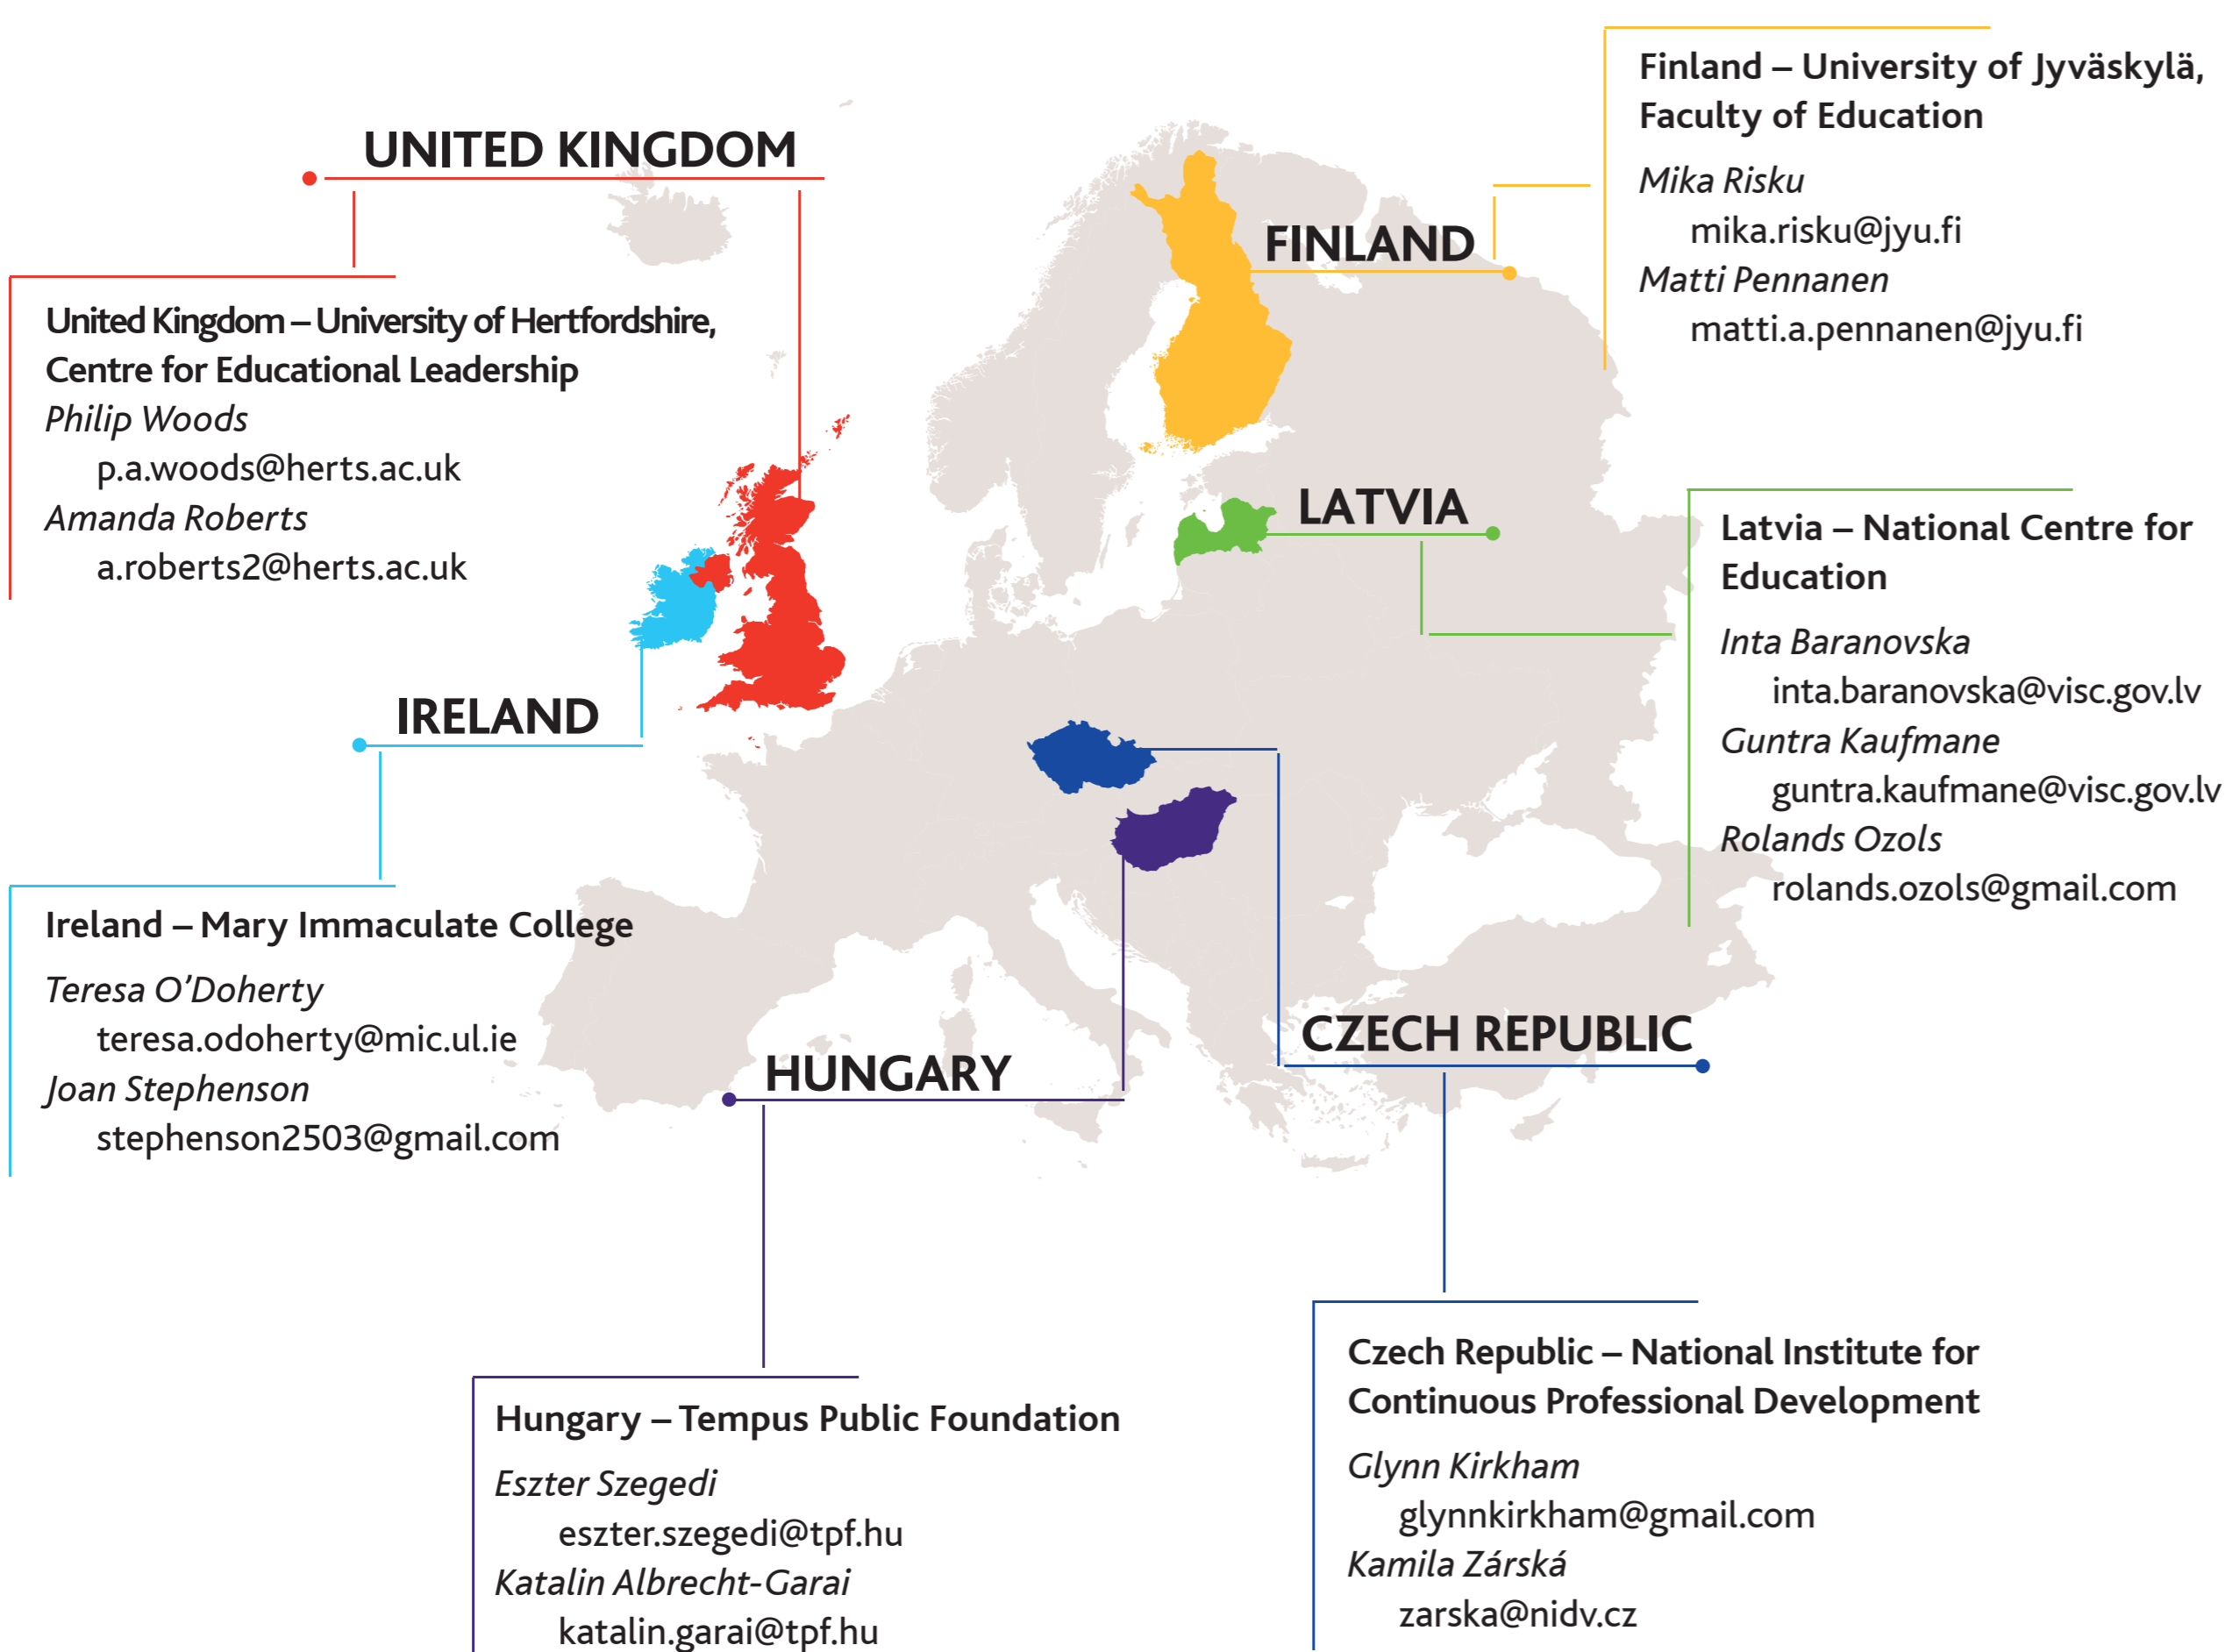 UNITED KINGDOM
United Kingdom – University of Hertfordshire,
Centre for Educational Leadership
Philip Woods
p.a.woods@herts.ac.uk
Amanda Roberts
a.roberts2@herts.ac.uk
FINLAND
Finland – University of Jyväskylä,
Faculty of Education
Mika Risku
mika.risku@jyu.fi
Matti Pennanen
matti.a.pennanen@jyu.fi
LATVIA
Latvia – National Centre for
Education
Inta Baranovska
inta.baranovska@visc.gov.lv
Guntra Kaufmane
guntra.kaufmane@visc.gov.lv
Rolands Ozols
rolands.ozols@gmail.com
IRELAND
Ireland – Mary Immaculate College
Teresa O’Doherty
teresa.odoherty@mic.ul.ie
Joan Stephenson
stephenson2503@gmail.com
HUNGARY
Hungary – Tempus Public Foundation
Eszter Szegedi
eszter.szegedi@tpf.hu
Katalin Albrecht-Garai
katalin.garai@tpf.hu
CZECH REPUBLIC
Czech Republic – National Institute for
Continuous Professional Development
Glynn Kirkham
glynnkirkham@gmail.com
Kamila Zárská
zarska@nidv.cz